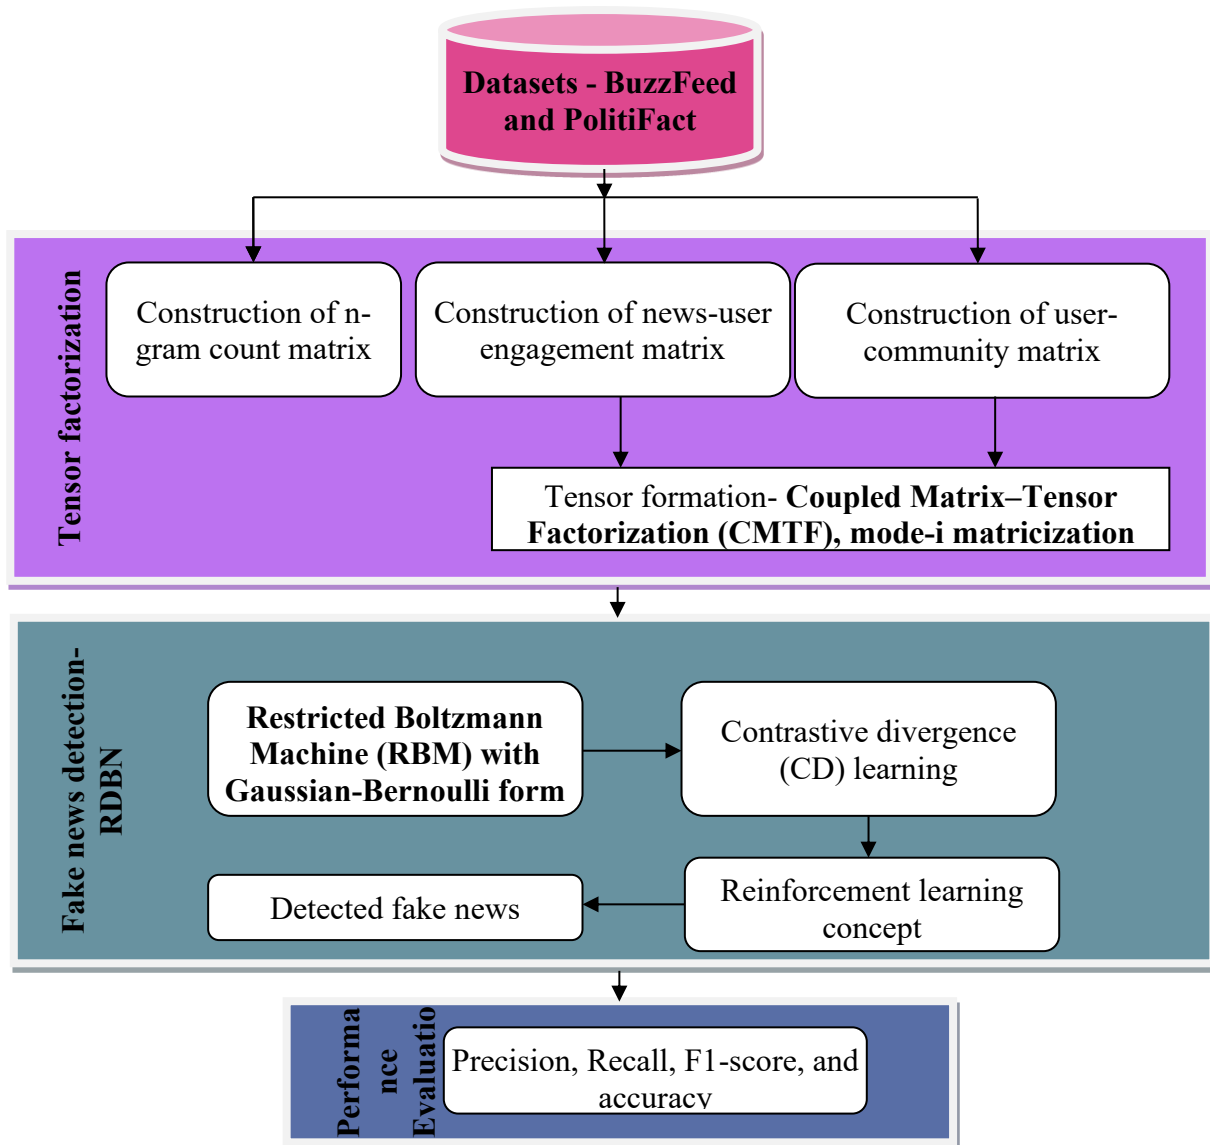 Datasets - BuzzFeed
and PolitiFact
Tensor factorization
Construction of n-
gram count matrix
Construction of news-user
engagement matrix
Construction of user-
community matrix
Tensor formation- Coupled Matrix–Tensor
Factorization (CMTF), mode-i matricization
Fake news detection-
RDBN
Restricted Boltzmann
Machine (RBM) with
Gaussian-Bernoulli form
Contrastive divergence
(CD) learning
Detected fake news
Reinforcement learning
concept
Performa
nce
Evaluatio
Precision, Recall, F1-score, and
accuracy